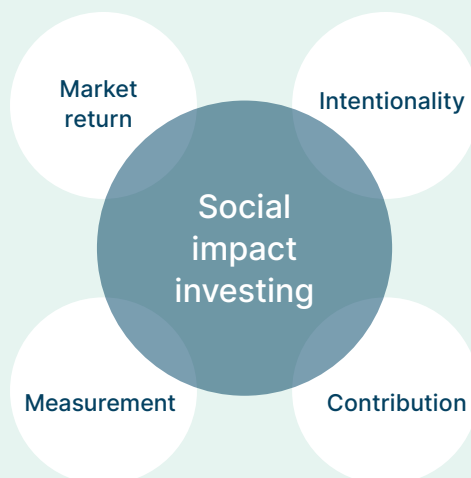 Market
return
Intentionality
Social
impact
investing
Measurement
Contribution